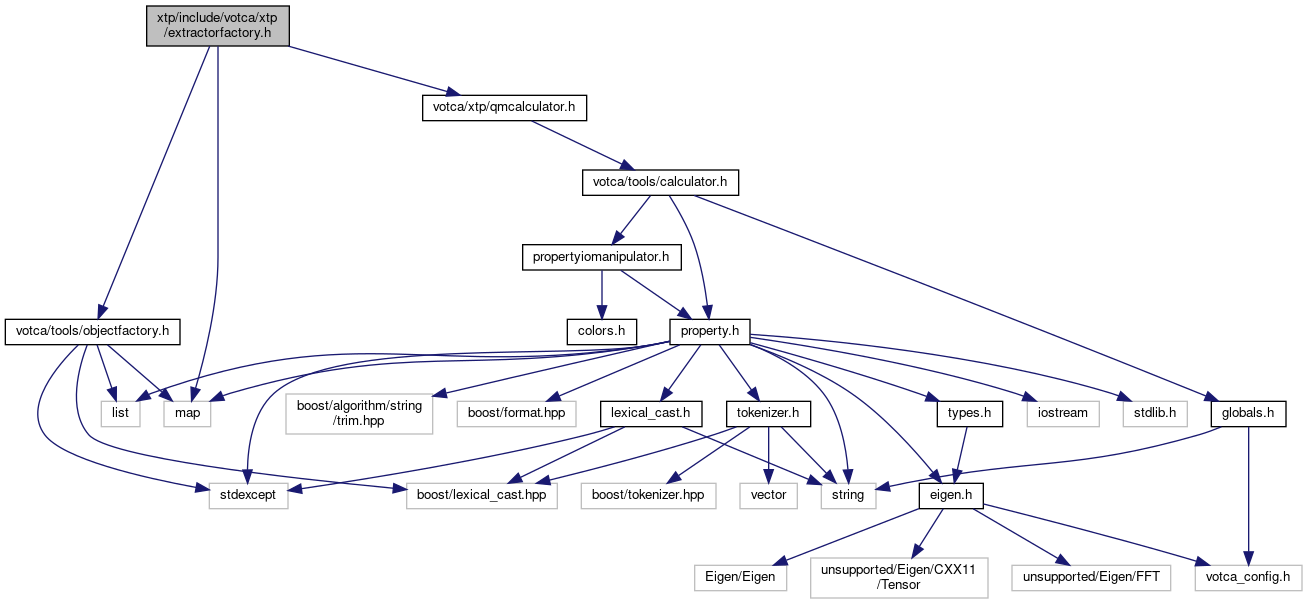 xtp/include/votca/xtp
/extractorfactory.h
votca/xtp/qmcalculator.h
votca/tools/calculator.h
propertyiomanipulator.h
votca/tools/objectfactory.h
colors.h
property.h
list
map
boost/algorithm/string
/trim.hpp
boost/format.hpp
lexical_cast.h
tokenizer.h
types.h
iostream
stdlib.h
globals.h
stdexcept
boost/lexical_cast.hpp
boost/tokenizer.hpp
vector
string
eigen.h
Eigen/Eigen
unsupported/Eigen/CXX11
/Tensor
unsupported/Eigen/FFT
votca_config.h